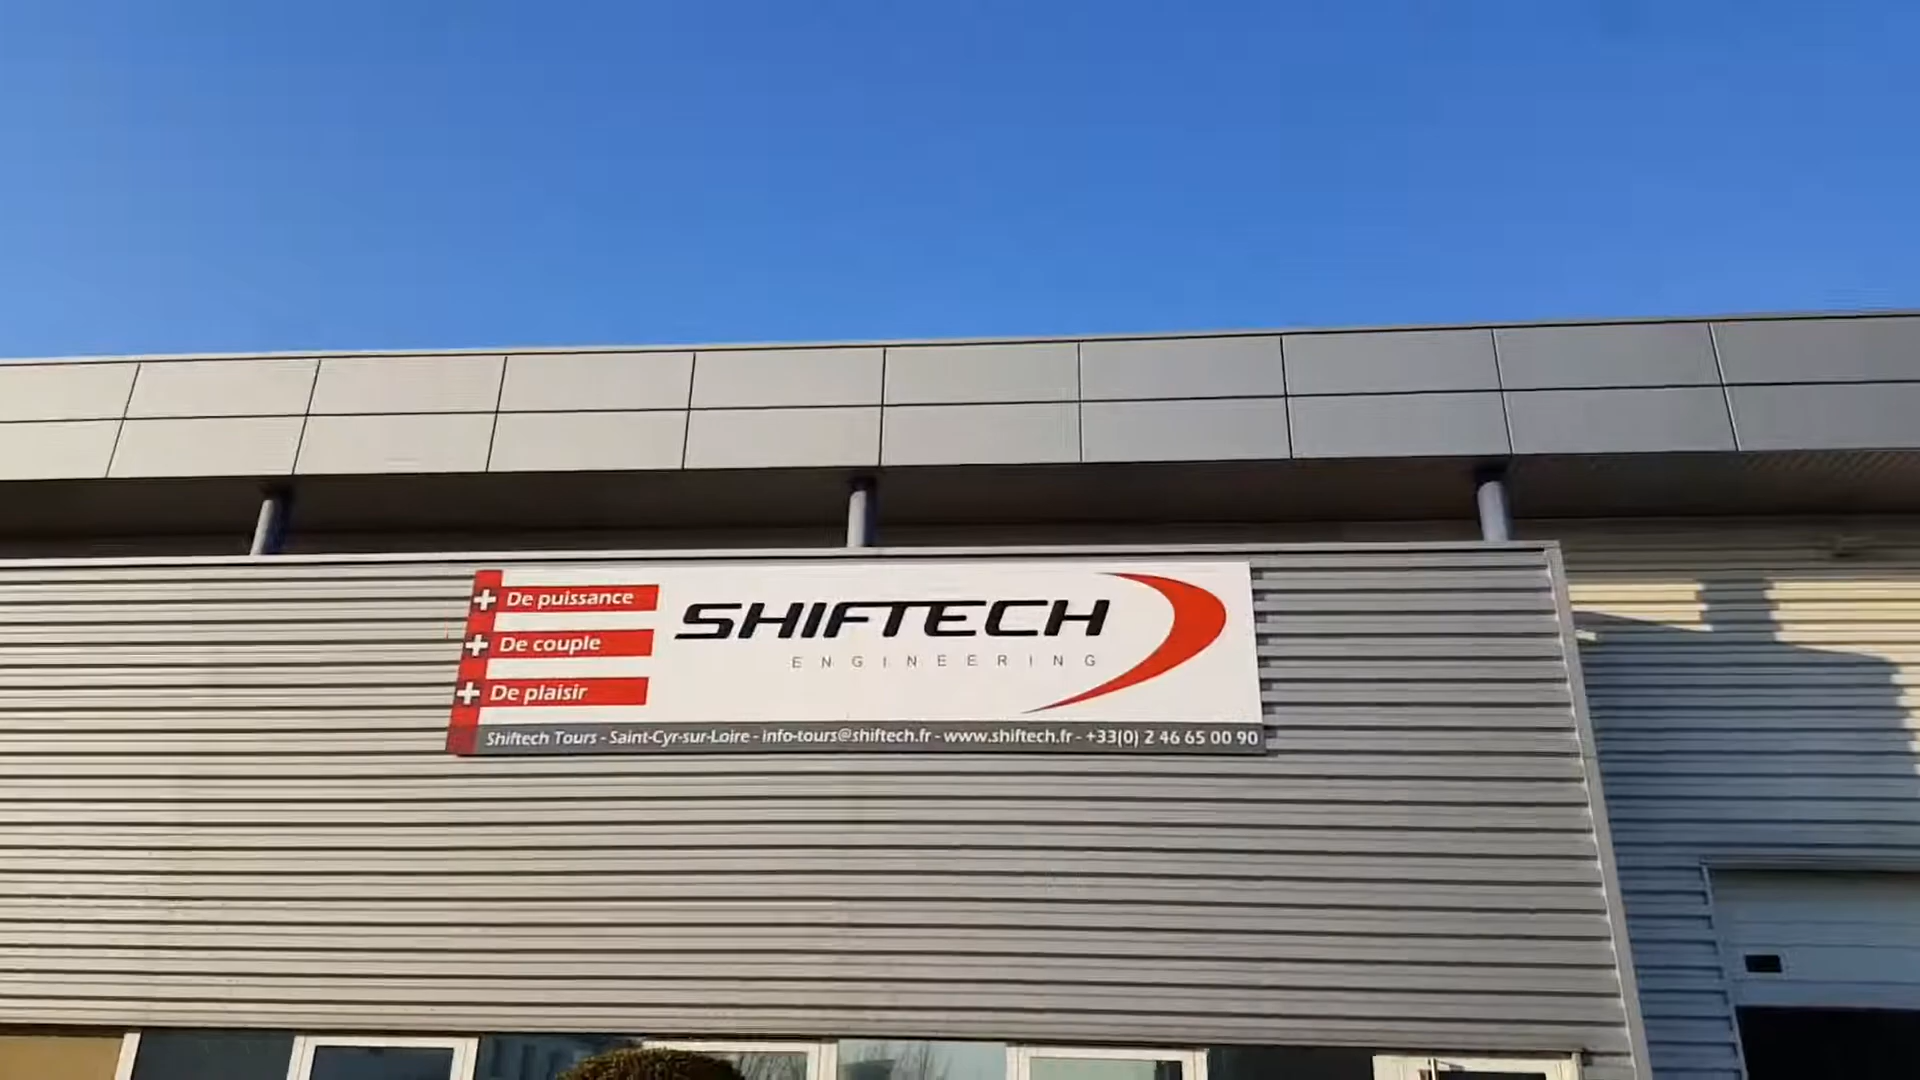 + De puissance
+ De couple
+ De plaisir
SHIFTECH
ENGINEERING
Shiftech Tours - Saint-Cyr-sur-Loire - info-tours@shiftech.fr - www.shiftech.fr - +33(0) 2 46 65 00 90